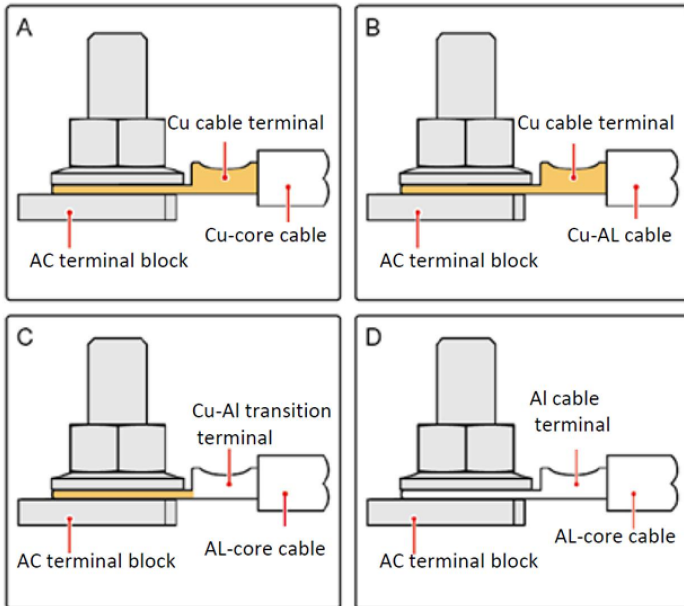 A
Cu cable terminal
Cu-core cable
AC terminal block
B
Cu cable terminal
Cu-AL cable
AC terminal block
C
Cu-Al transition
terminal
AL-core cable
AC terminal block
D
Al cable
terminal
AL-core cable
AC terminal block